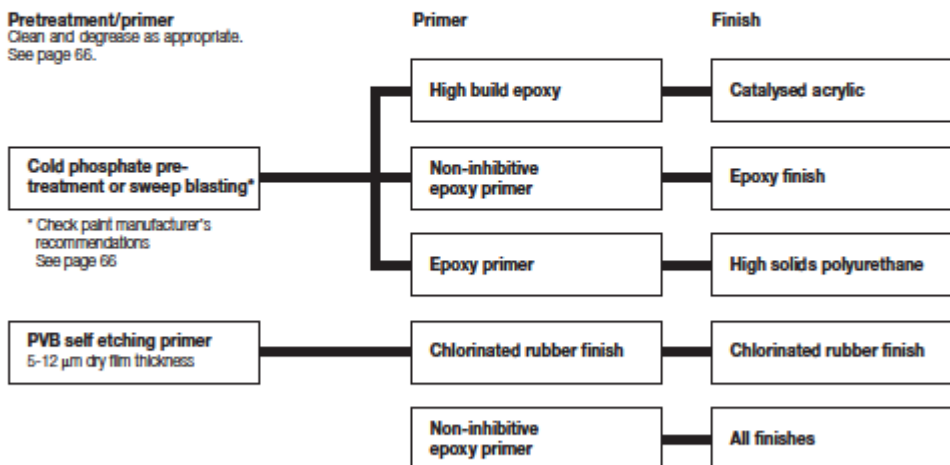 Pretreatment/primer
Clean and degrease as appropriate.
See page 66.
Primer
Finish
High build epoxy
Catalysed acrylic
Cold phosphate pre-
treatment or sweep blasting*
* Check paint manufacturer's
recommendations
See page 66
Non-inhibitive
epoxy primer
Epoxy finish
Epoxy primer
High solids polyurethane
PVB self etching primer
5-12 µm dry film thickness
Chlorinated rubber finish
Chlorinated rubber finish
Non-inhibitive
epoxy primer
All finishes